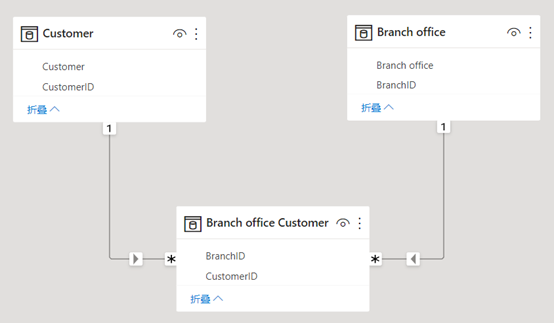 Customer
Customer
CustomerID
折叠
Branch office
Branch office
BranchID
折叠
1
1
Branch office Customer
BranchID
CustomerID
折叠
*
*